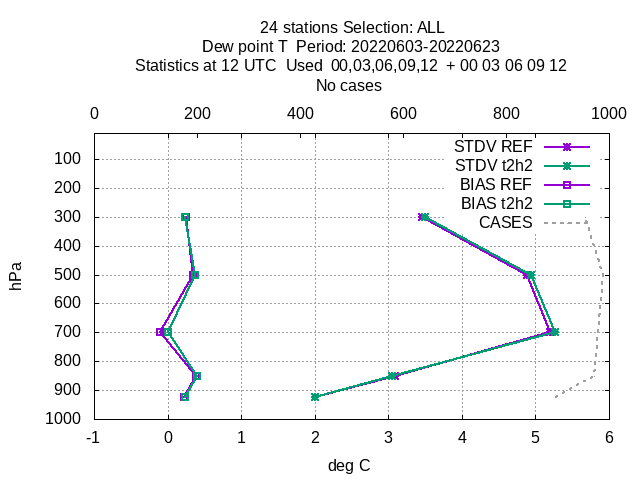 24 stations Selection: ALL
Dew point T  Period: 20220603-20220623
Statistics at 12 UTC  Used  00,03,06,09,12  + 00 03 06 09 12
No cases
0 200 400 600 800 1000
STDV REF
STDV t2h2
BIAS REF
BIAS t2h2
CASES
100
200
300
400
500
600
700
800
900
1000
hPa
-1 0 1 2 3 4 5 6
deg C